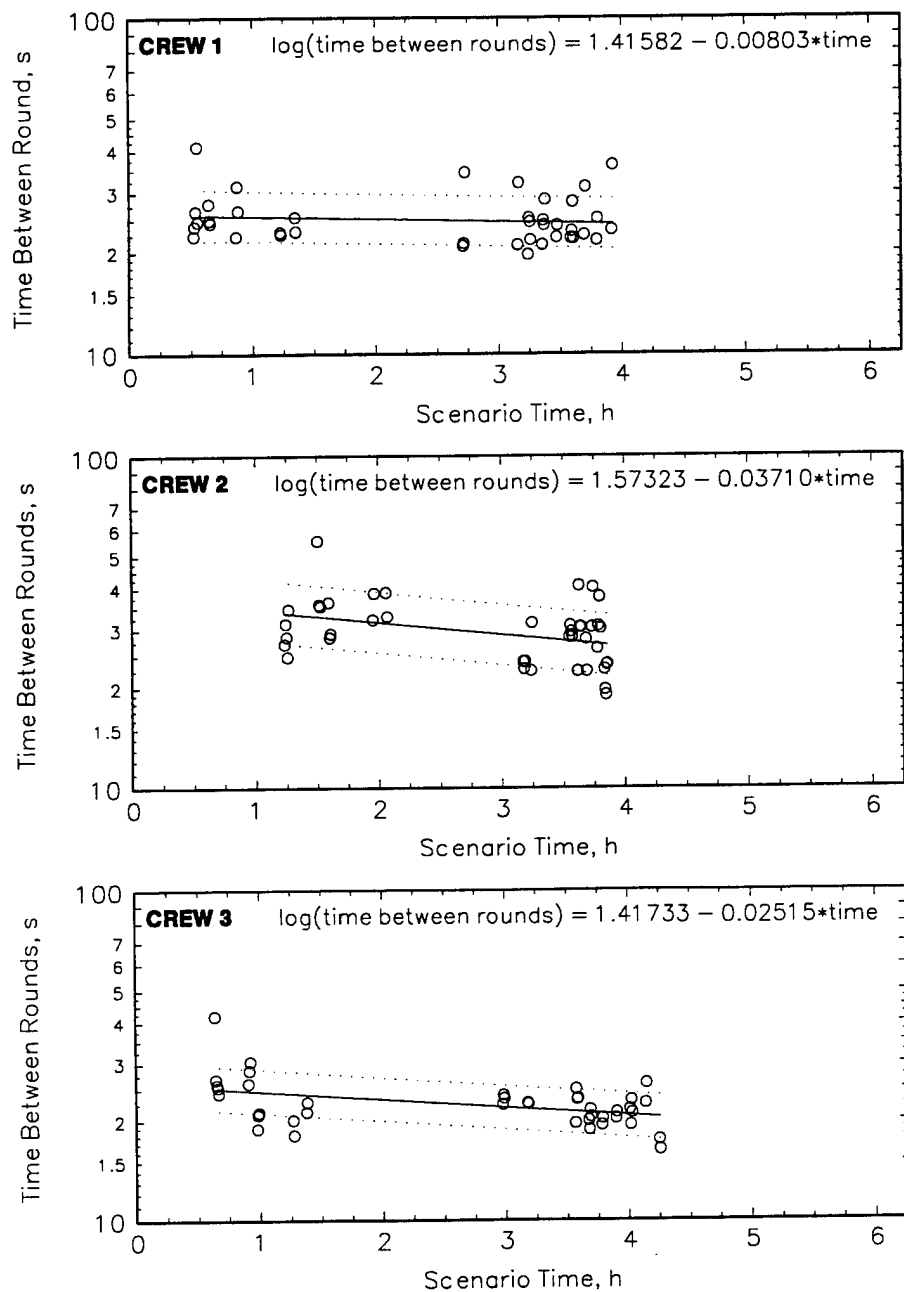 100
CREW 1 log(time between rounds) = 1.41582 − 0.00803*time
7
5
4
3
2
1.5
10
Time Between Round, s
0 1 2 3 4 5 6
Scenario Time, h
100
CREW 2 log(time between rounds) = 1.57323 − 0.03710*time
7
6
5
4
3
2
1.5
10
Time Between Rounds, s
0 1 2 3 4 5 6
Scenario Time, h
100
CREW 3 log(time between rounds) = 1.41733 − 0.02515*time
7
5
4
3
2
1.5
10
Time Between Rounds, s
0 1 2 3 4 5 6
Scenario Time, h